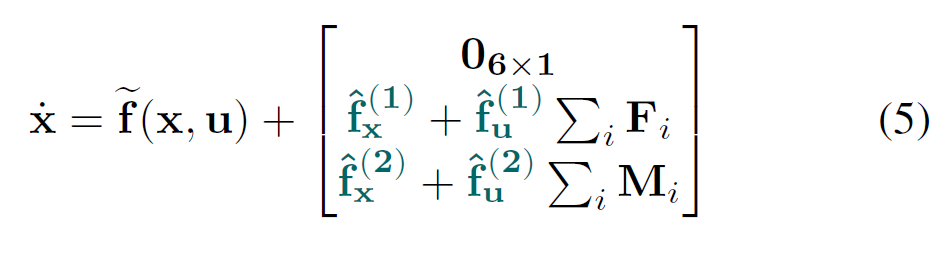 ẋ = f̃(x, u) + [ 0_{6×1} ; f̂_x^{(1)} + f̂_u^{(1)} ∑_i F_i ; f̂_x^{(2)} + f̂_u^{(2)} ∑_i M_i ] (5)